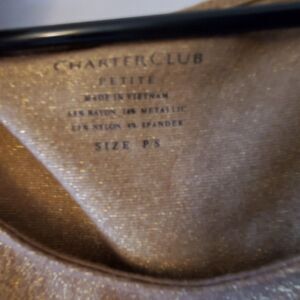 CHARTER CLUB
PETITE
MADE IN VIETNAM
RAYON METALLIC
NYLON SPANDEX
SIZE P/S